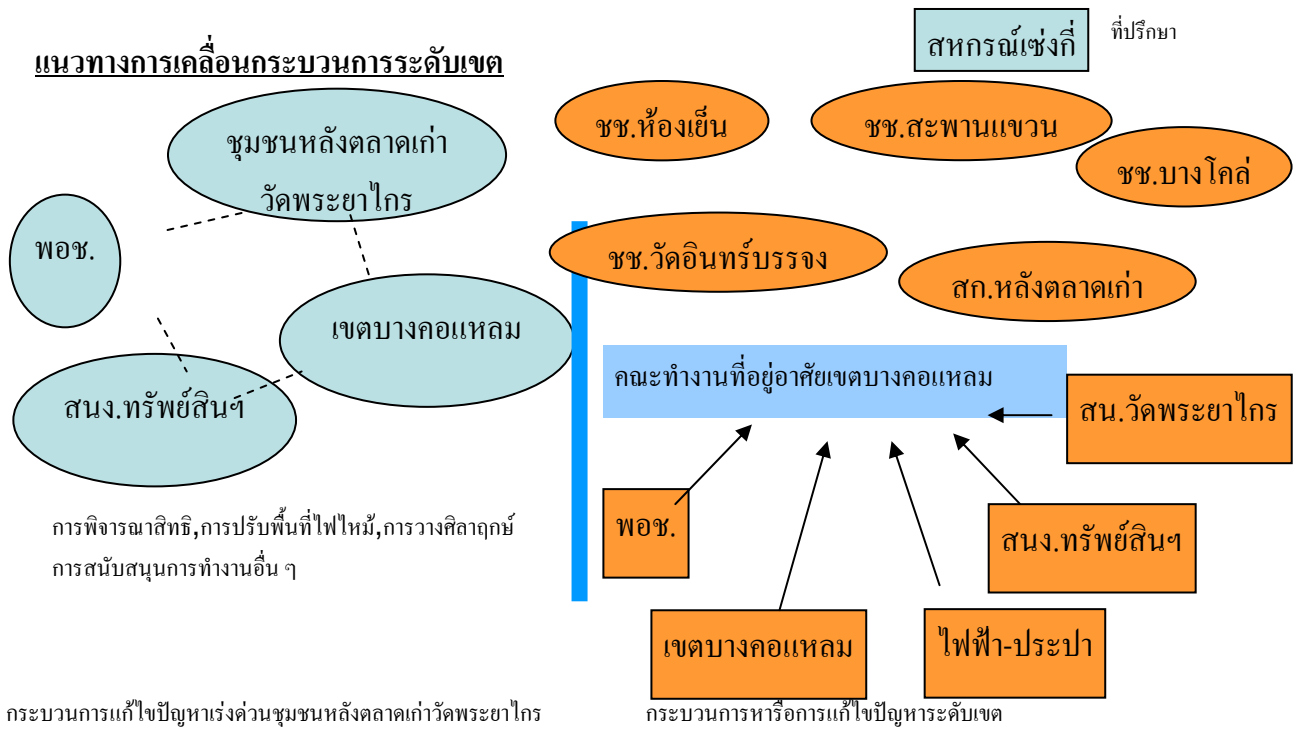 แนวทางการเคลื่อนกระบวนการระดับเขต
ชุมชนหลังตลาดเก่า
วัดพระยาไกร
พอช.
เขตบางคอแหลม
สนง.ทรัพย์สินฯ
การพิจารณาสิทธิ,การปรับพื้นที่ไฟไหม้,การวางศิลาฤกษ์
การสนับสนุนการทำงานอื่น ๆ
กระบวนการแก้ไขปัญหาเร่งด่วนชุมชนหลังตลาดเก่าวัดพระยาไกร
สหกรณ์เซ่งกี่
ที่ปรึกษา
ชช.ห้องเย็น
ชช.สะพานแขวน
ชช.บางโคล่
ชช.วัดอินทร์บรรจง
สก.หลังตลาดเก่า
คณะทำงานที่อยู่อาศัยเขตบางคอแหลม
สน.วัดพระยาไกร
พอช.
สนง.ทรัพย์สินฯ
เขตบางคอแหลม
ไฟฟ้า-ประปา
กระบวนการหารือการแก้ไขปัญหาระดับเขต